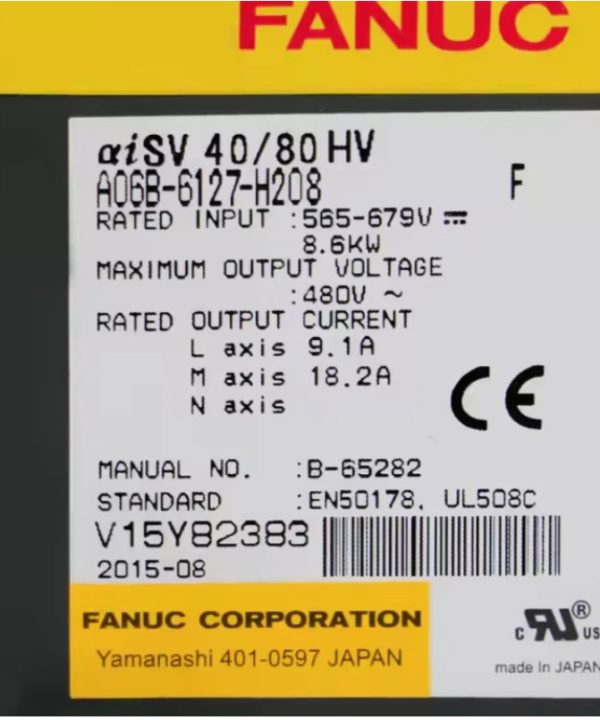 FANUC
αiSV 40/80 HV
A06B-6127-H208 F
RATED INPUT :565-679V ⎓
8.6KW
MAXIMUM OUTPUT VOLTAGE
:480V ~
RATED OUTPUT CURRENT
L axis 9.1A
M axis 18.2A
N axis
CE
MANUAL NO. :B-65282
STANDARD :EN50178, UL508C
V15Y82383
2015-08
FANUC CORPORATION
Yamanashi 401-0597 JAPAN
c RU ® US
made In JAPAN